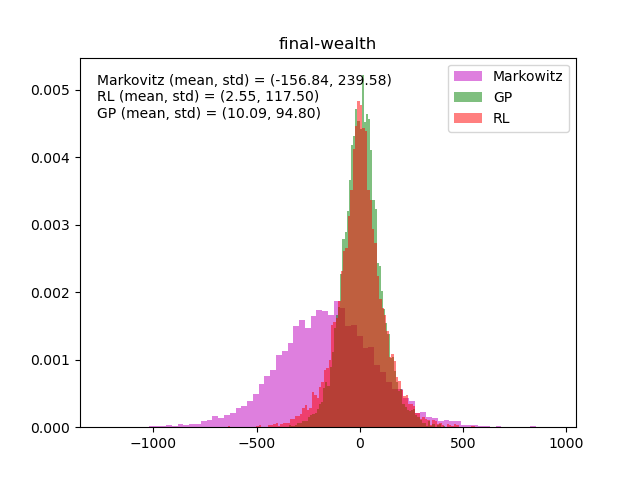 final-wealth
Markovitz (mean, std) = (-156.84, 239.58)
RL (mean, std) = (2.55, 117.50)
GP (mean, std) = (10.09, 94.80)
Markowitz
GP
RL
0.005
0.004
0.003
0.002
0.001
0.000
−1000
−500
0
500
1000